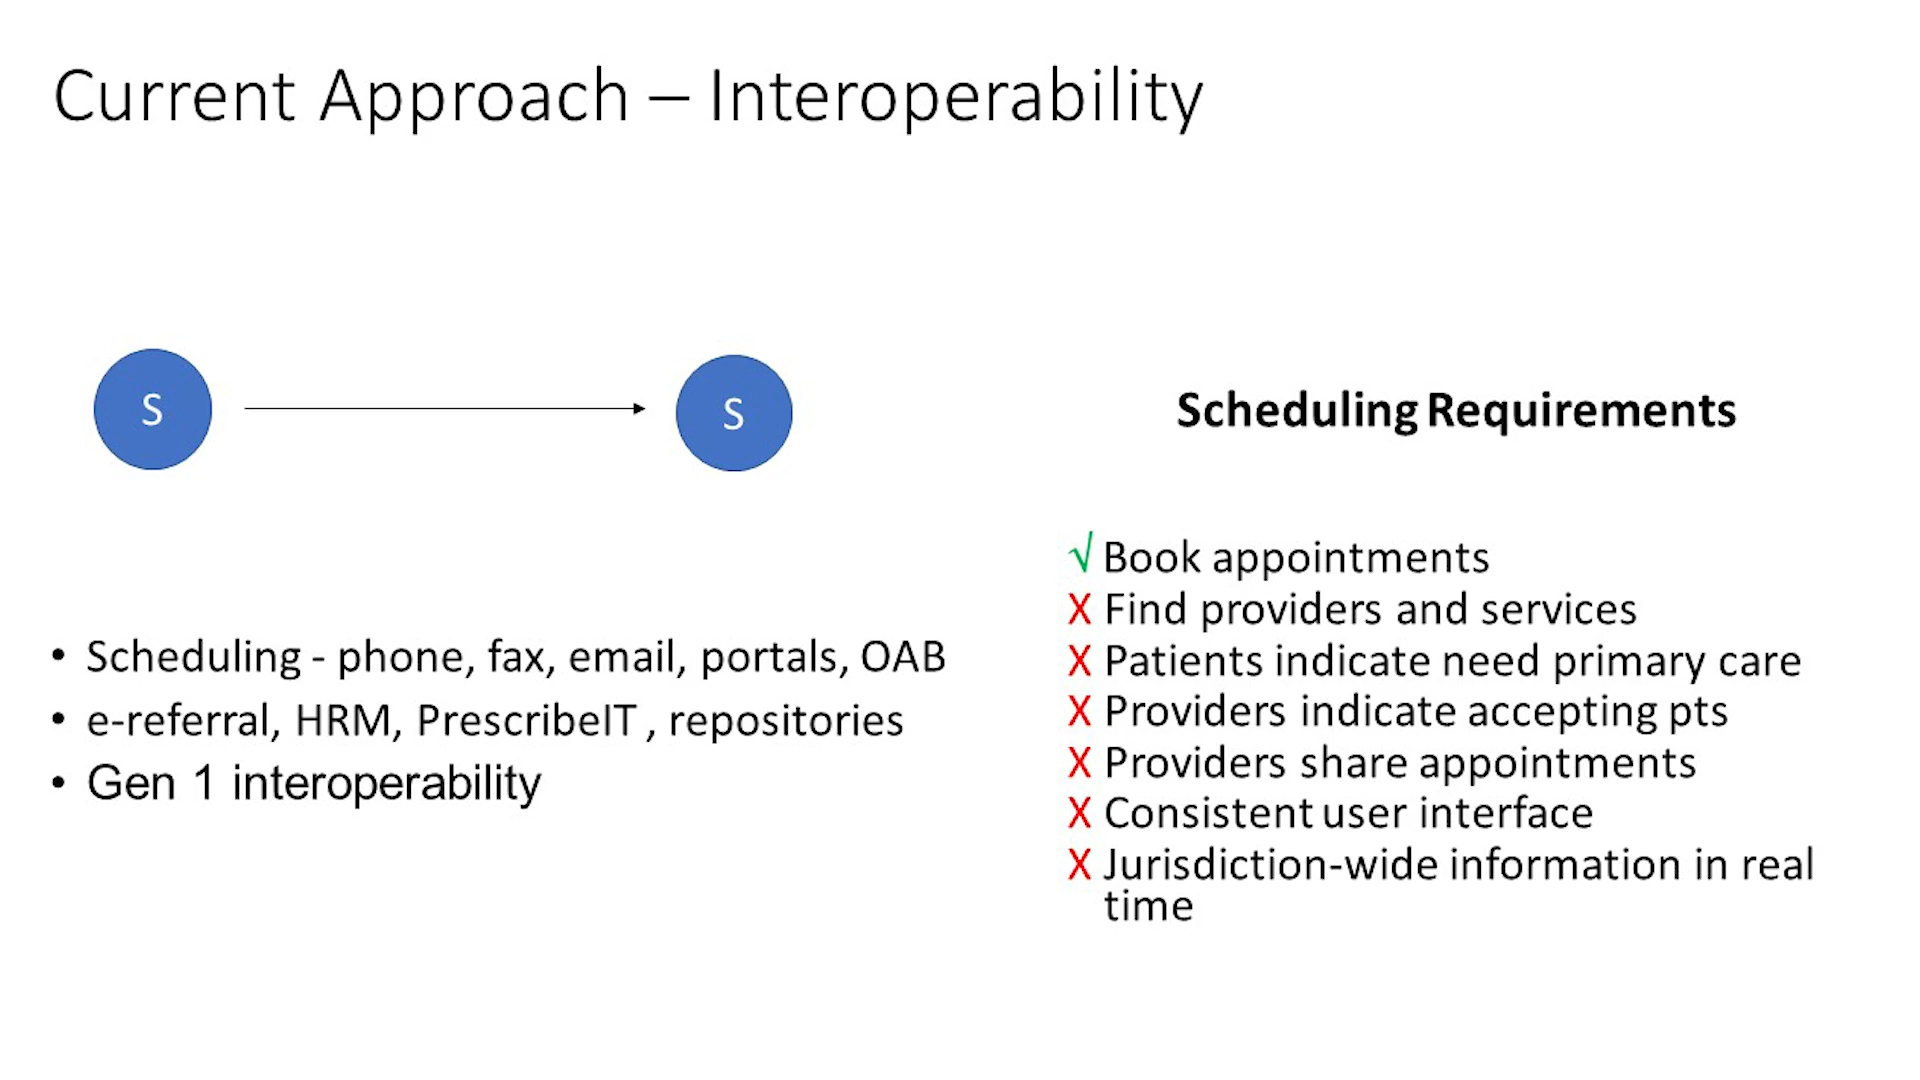 Current Approach – Interoperability
S
S
• Scheduling - phone, fax, email, portals, OAB
• e-referral, HRM, PrescribeIT , repositories
• Gen 1 interoperability
Scheduling Requirements
√ Book appointments
X Find providers and services
X Patients indicate need primary care
X Providers indicate accepting pts
X Providers share appointments
X Consistent user interface
X Jurisdiction-wide information in real
time